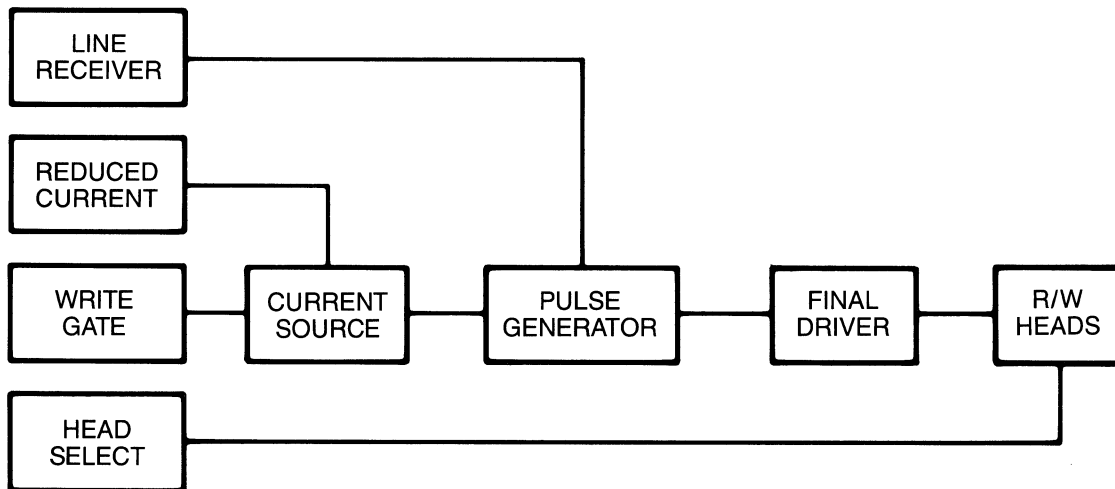 LINE
RECEIVER
REDUCED
CURRENT
WRITE
GATE
CURRENT
SOURCE
PULSE
GENERATOR
FINAL
DRIVER
R/W
HEADS
HEAD
SELECT